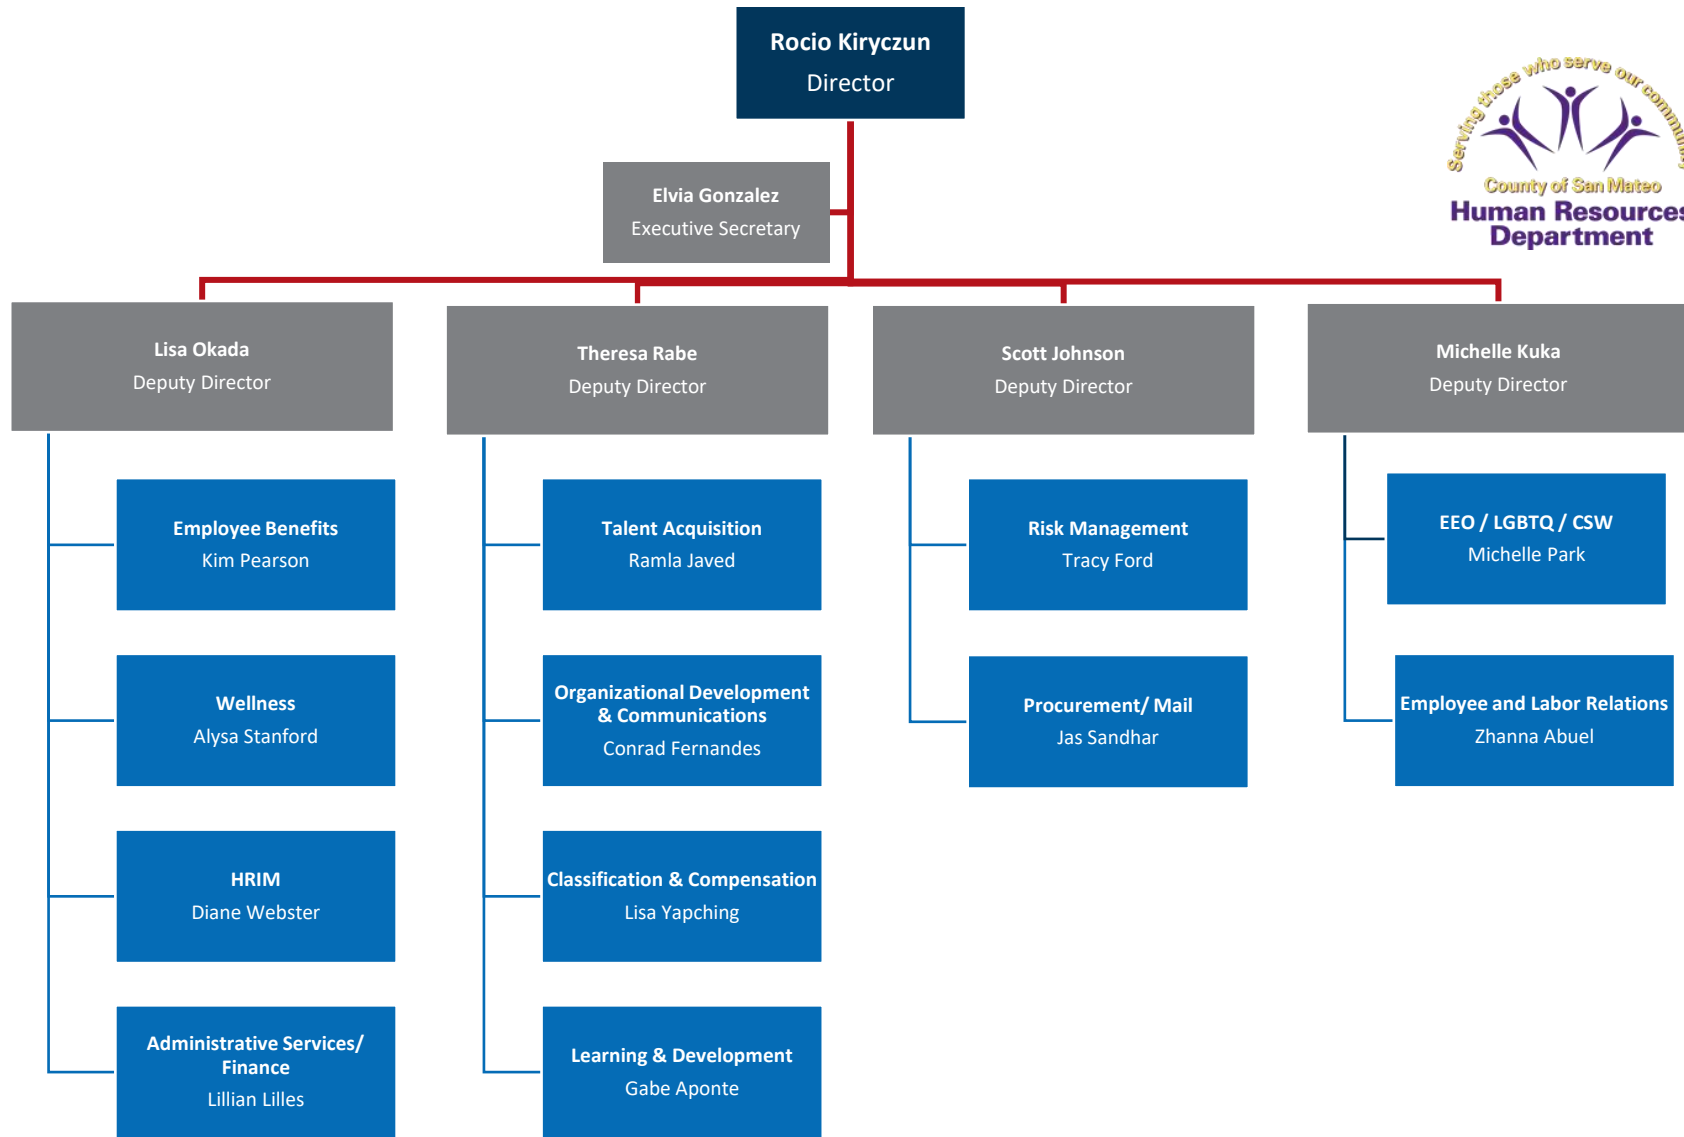 Rocio Kiryczun
Director
Serving those who serve our community
County of San Mateo
Human Resources
Department
Elvia Gonzalez
Executive Secretary
Lisa Okada
Deputy Director
Theresa Rabe
Deputy Director
Scott Johnson
Deputy Director
Michelle Kuka
Deputy Director
Employee Benefits
Kim Pearson
Talent Acquisition
Ramla Javed
Risk Management
Tracy Ford
EEO / LGBTQ / CSW
Michelle Park
Wellness
Alysa Stanford
Organizational Development
& Communications
Conrad Fernandes
Procurement/ Mail
Jas Sandhar
Employee and Labor Relations
Zhanna Abuel
HRIM
Diane Webster
Classification & Compensation
Lisa Yapching
Administrative Services/
Finance
Lillian Lilles
Learning & Development
Gabe Aponte